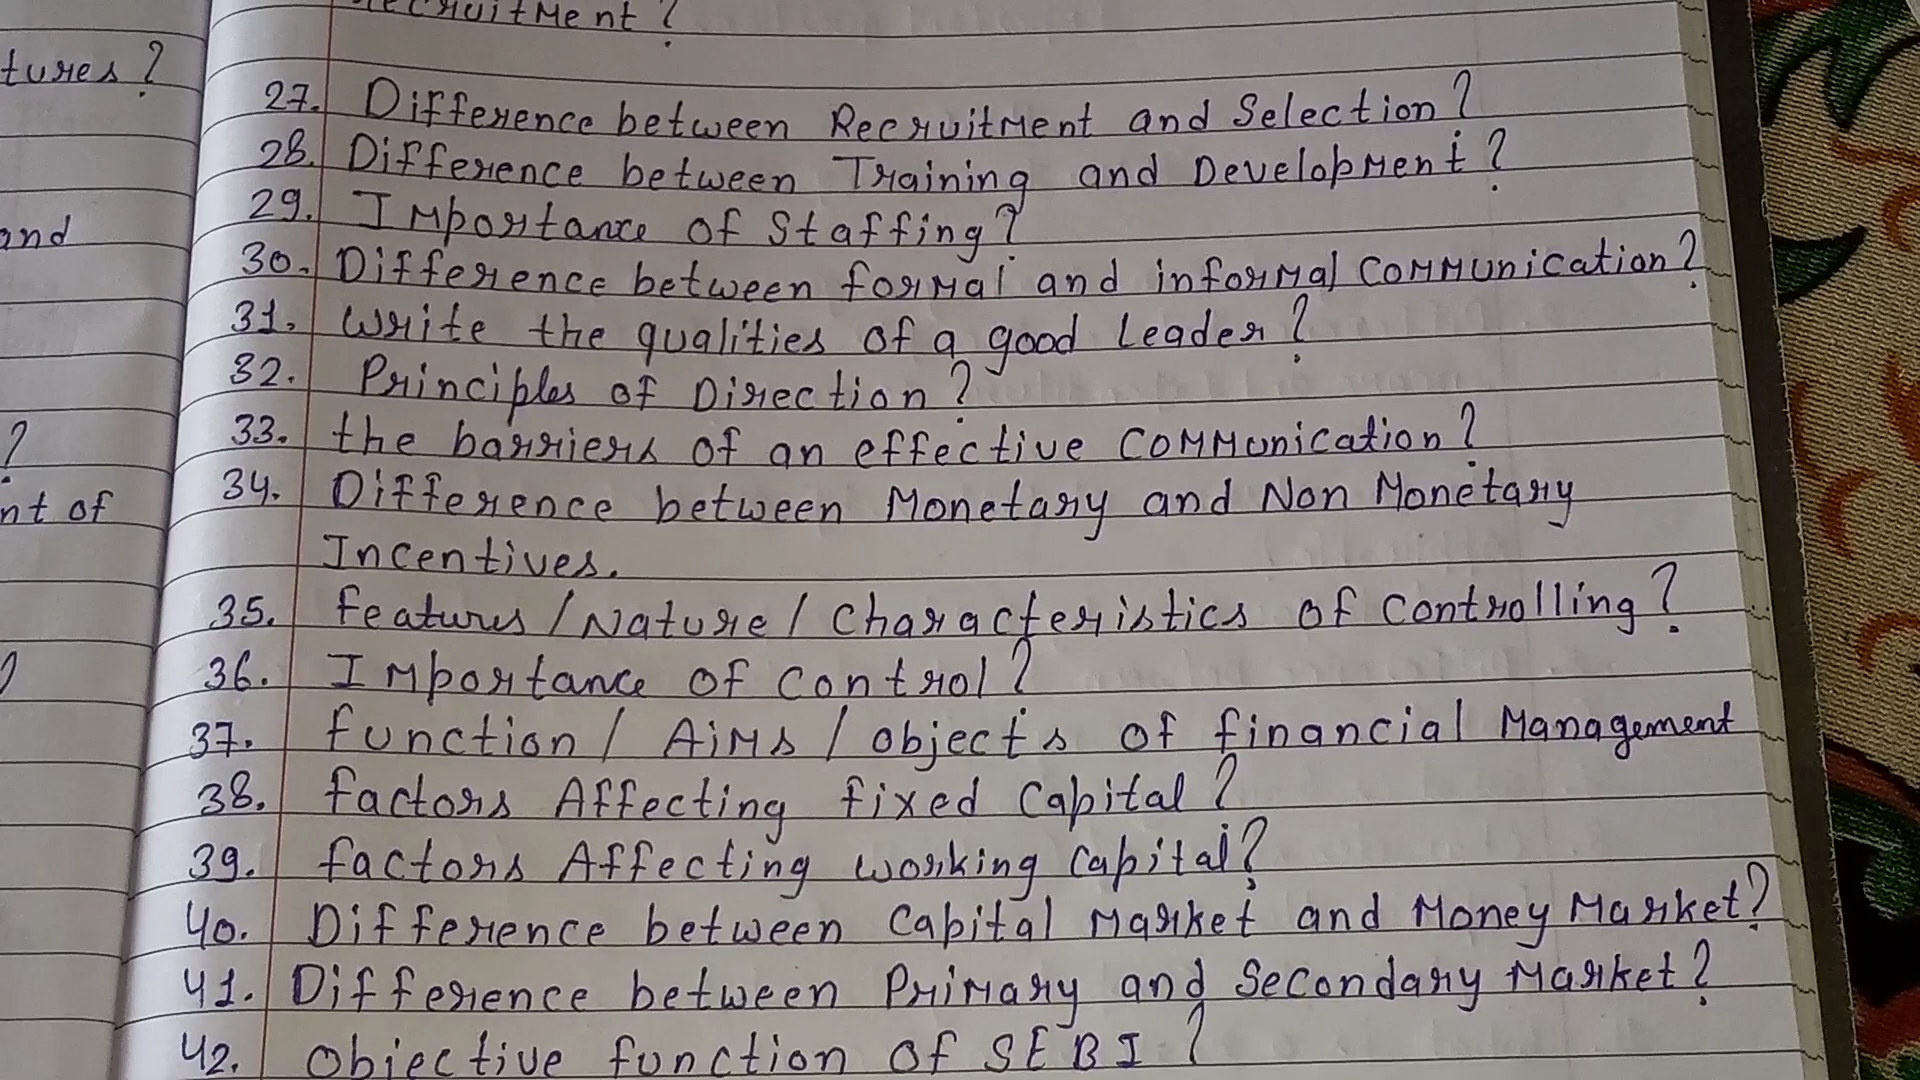 tures?
and
?
nt of
?
Recruitment?
27. Difference between Recruitment and Selection?
28. Difference between Training and Development?
29. Importance of Staffing?
30. Difference between formal and informal Communication?
31. Write the qualities of a good Leader?
32. Principles of Direction?
33. the barriers of an effective Communication?
34. Difference between Monetary and Non Monetary
Incentives.
35. features/Nature/Characteristics of Controlling?
36. Importance of Control?
37. function/Aims/objects of financial Management
38. factors Affecting fixed Capital?
39. factors Affecting working Capital?
40. Difference between Capital Market and Money Market?
41. Difference between Primary and Secondary Market?
42. Objective function of SEBI?